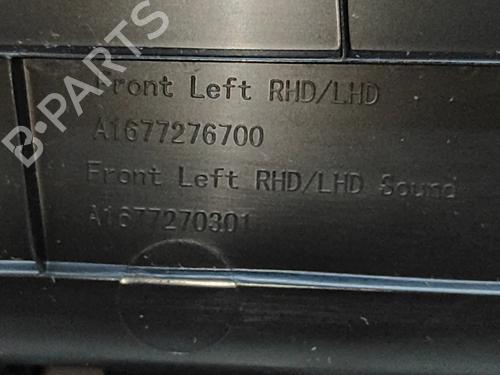 B-PARTS
Front Left RHD/LHD
A1677276700
Front Left RHD/LHD Sound
A1677270301